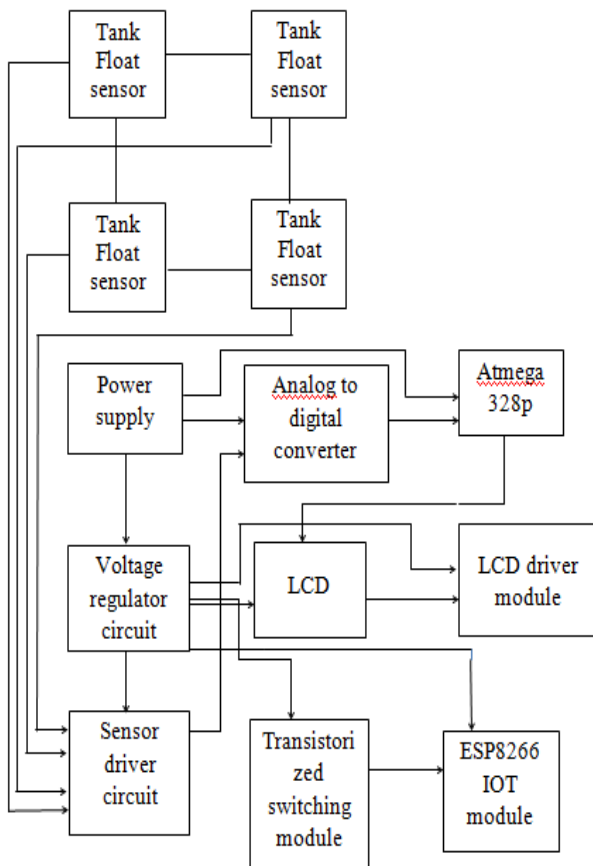 Tank
Float
sensor
Tank
Float
sensor
Tank
Float
sensor
Tank
Float
sensor
Power
supply
Analog to
digital
converter
Atmega
328p
Voltage
regulator
circuit
LCD
LCD driver
module
Sensor
driver
circuit
Transistori
zed
switching
module
ESP8266
IOT
module